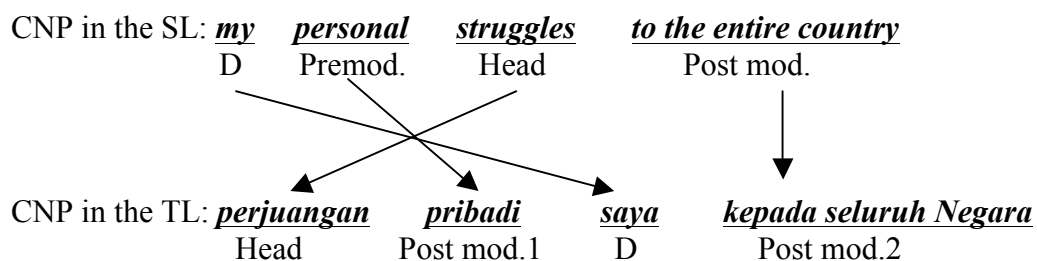 CNP in the SL: my personal struggles to the entire country
D Premod. Head Post mod.
CNP in the TL: perjuangan pribadi saya kepada seluruh Negara
Head Post mod.1 D Post mod.2